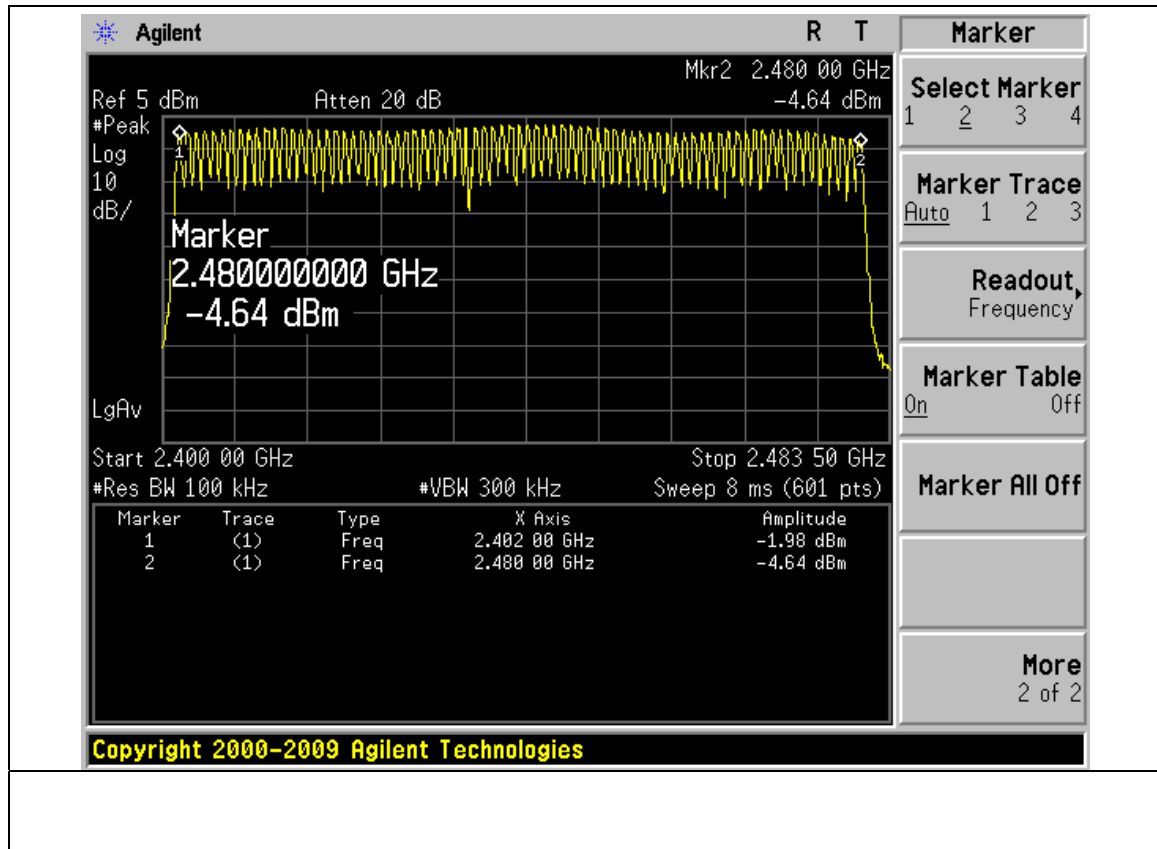 Agilent R T Marker
Mkr2 2.480 00 GHz
Ref 5 dBm Atten 20 dB -4.64 dBm
#Peak
Log
10
dB/
1
2
Marker
2.480000000 GHz
-4.64 dBm
LgAv
Start 2.400 00 GHz Stop 2.483 50 GHz
#Res BW 100 kHz #VBW 300 kHz Sweep 8 ms (601 pts)
Marker Trace Type X Axis Amplitude
1 (1) Freq 2.402 00 GHz -1.98 dBm
2 (1) Freq 2.480 00 GHz -4.64 dBm
Select Marker
1 2 3 4
Marker Trace
Auto 1 2 3
Readout
Frequency
Marker Table
On Off
Marker All Off
More
2 of 2
Copyright 2000-2009 Agilent Technologies